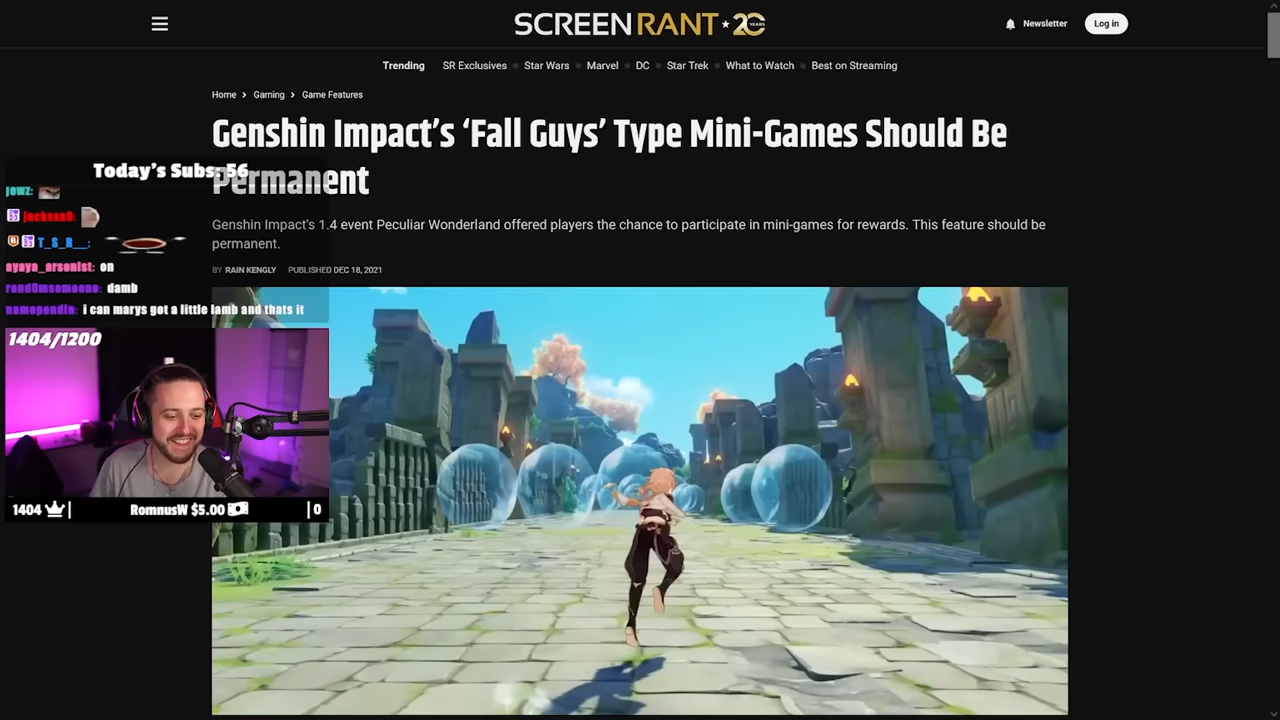 SCREENRANT ★ 20 YEARS
Newsletter
Log in
Trending SR Exclusives Star Wars Marvel DC Star Trek What to Watch Best on Streaming
Home > Gaming > Game Features
Genshin Impact's ‘Fall Guys’ Type Mini-Games Should Be
Permanent
Genshin Impact's 1.4 event Peculiar Wonderland offered players the chance to participate in mini-games for rewards. This feature should be
permanent.
BY RAIN KENGLY PUBLISHED DEC 18, 2021
Today's Subs: 56
jowz:
T_S_R__:
ayaya_arsonist: on
rand0msomeone: damb
namependin: i can marys got a little lamb and thats it
1404/1200
1404
RomnusW $5.00
0